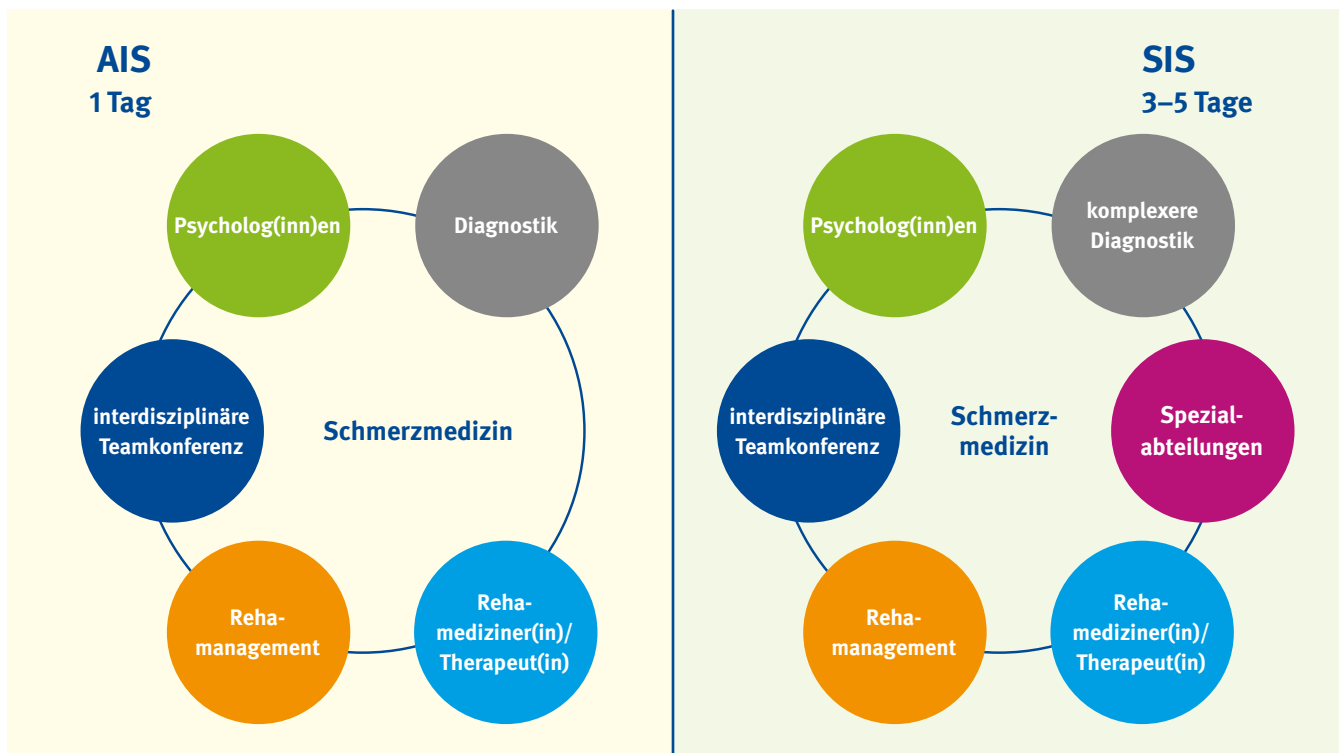 AIS
1 Tag
Psycholog(inn)en
Diagnostik
interdisziplinäre
Teamkonferenz
Schmerzmedizin
Reha-
management
Reha-
mediziner(in)/
Therapeut(in)
SIS
3–5 Tage
Psycholog(inn)en
komplexere
Diagnostik
interdisziplinäre
Teamkonferenz
Schmerz-
medizin
Spezial-
abteilungen
Reha-
management
Reha-
mediziner(in)/
Therapeut(in)